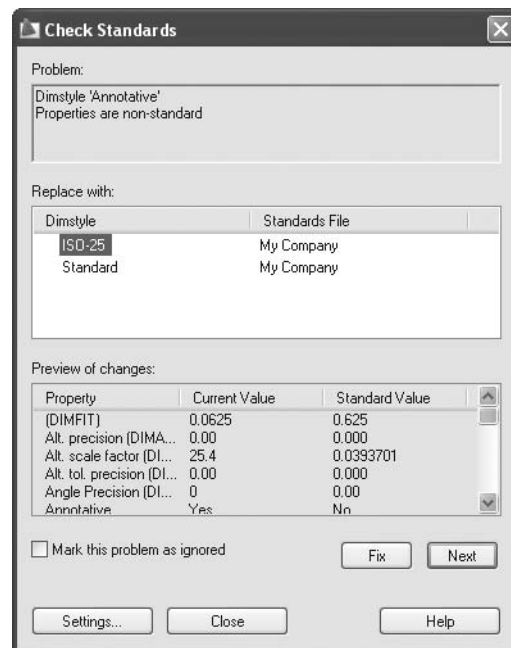 Check Standards
Problem:
Dimstyle 'Annotative'
Properties are non-standard
Replace with:
Dimstyle Standards File
ISO-25 My Company
Standard My Company
Preview of changes:
Property Current Value Standard Value
(DIMFIT) 0.0625 0.625
Alt. precision (DIMA... 0.00 0.000
Alt. scale factor (DI... 25.4 0.0393701
Alt. tol. precision (DI... 0.00 0.000
Angle Precision (DI... 0 0.00
Annotative Yes No
Mark this problem as ignored
Fix Next
Settings... Close Help